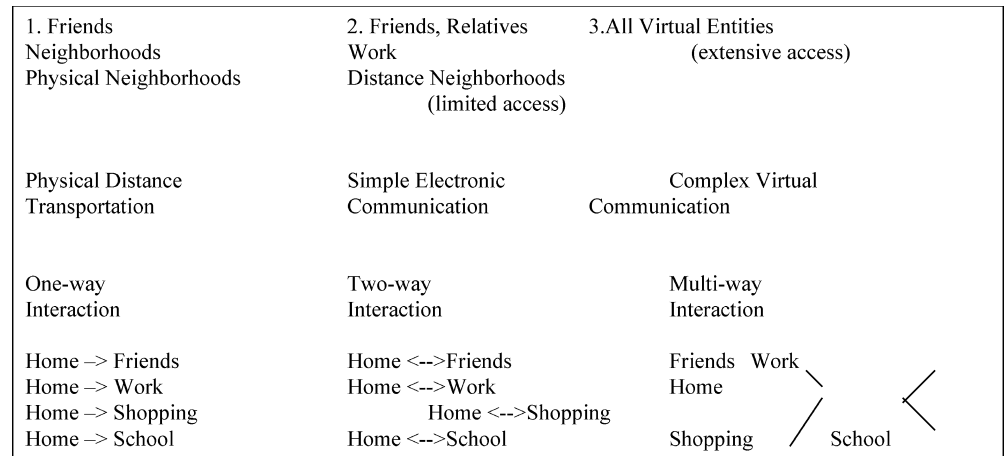 1. Friends 2. Friends, Relatives 3.All Virtual Entities
Neighborhoods Work (extensive access)
Physical Neighborhoods Distance Neighborhoods
(limited access)
Physical Distance Simple Electronic Complex Virtual
Transportation Communication Communication
One-way Two-way Multi-way
Interaction Interaction Interaction
Home –> Friends Home <-->Friends Friends Work
Home –> Work Home <-->Work Home
Home –> Shopping Home <-->Shopping
Home –> School Home <-->School Shopping School